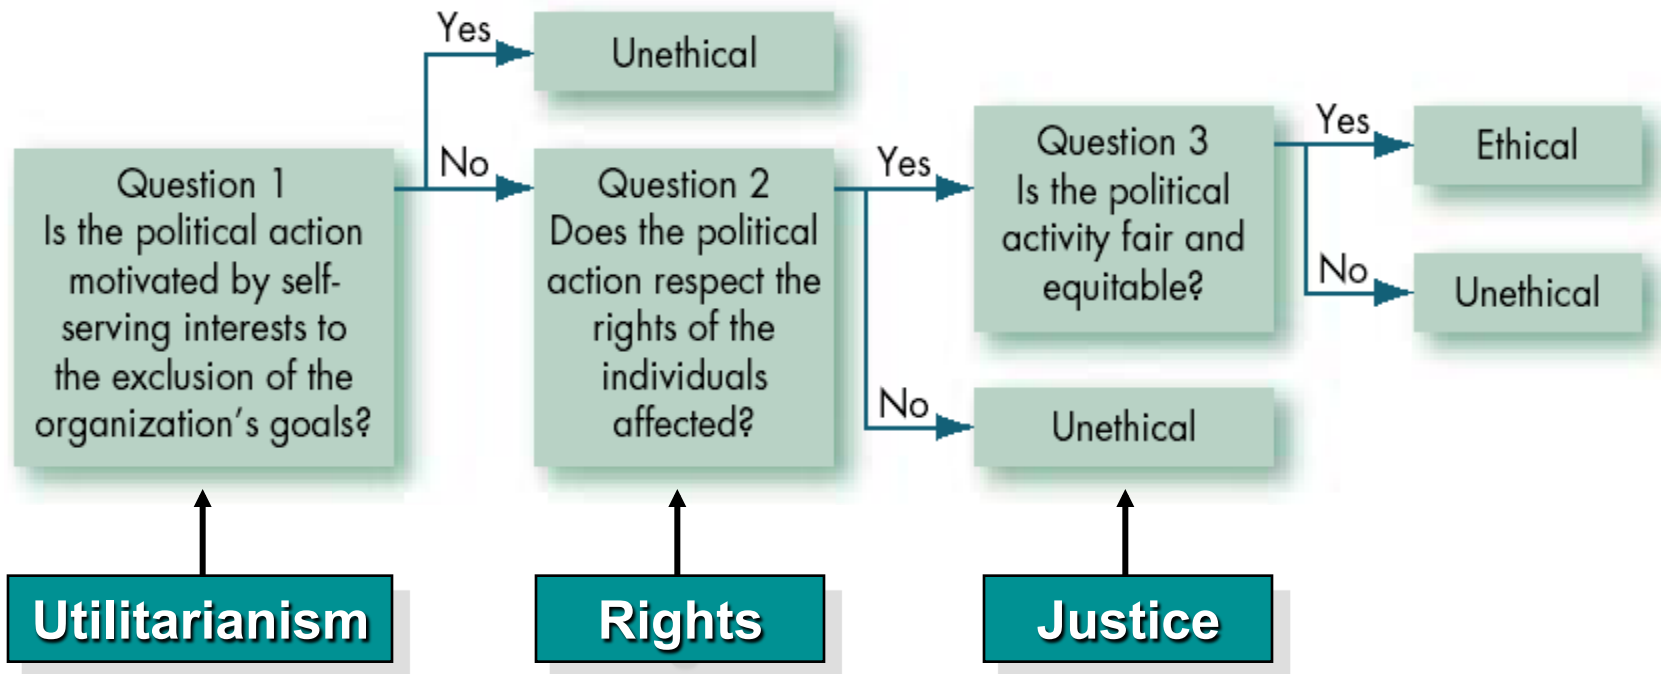 Yes
Unethical
No
Question 1
Is the political action
motivated by self-
serving interests to
the exclusion of the
organization's goals?
Question 2
Does the political
action respect the
rights of the
individuals
affected?
Yes
No
Unethical
Question 3
Is the political
activity fair and
equitable?
Yes
Ethical
No
Unethical
Utilitarianism
Rights
Justice